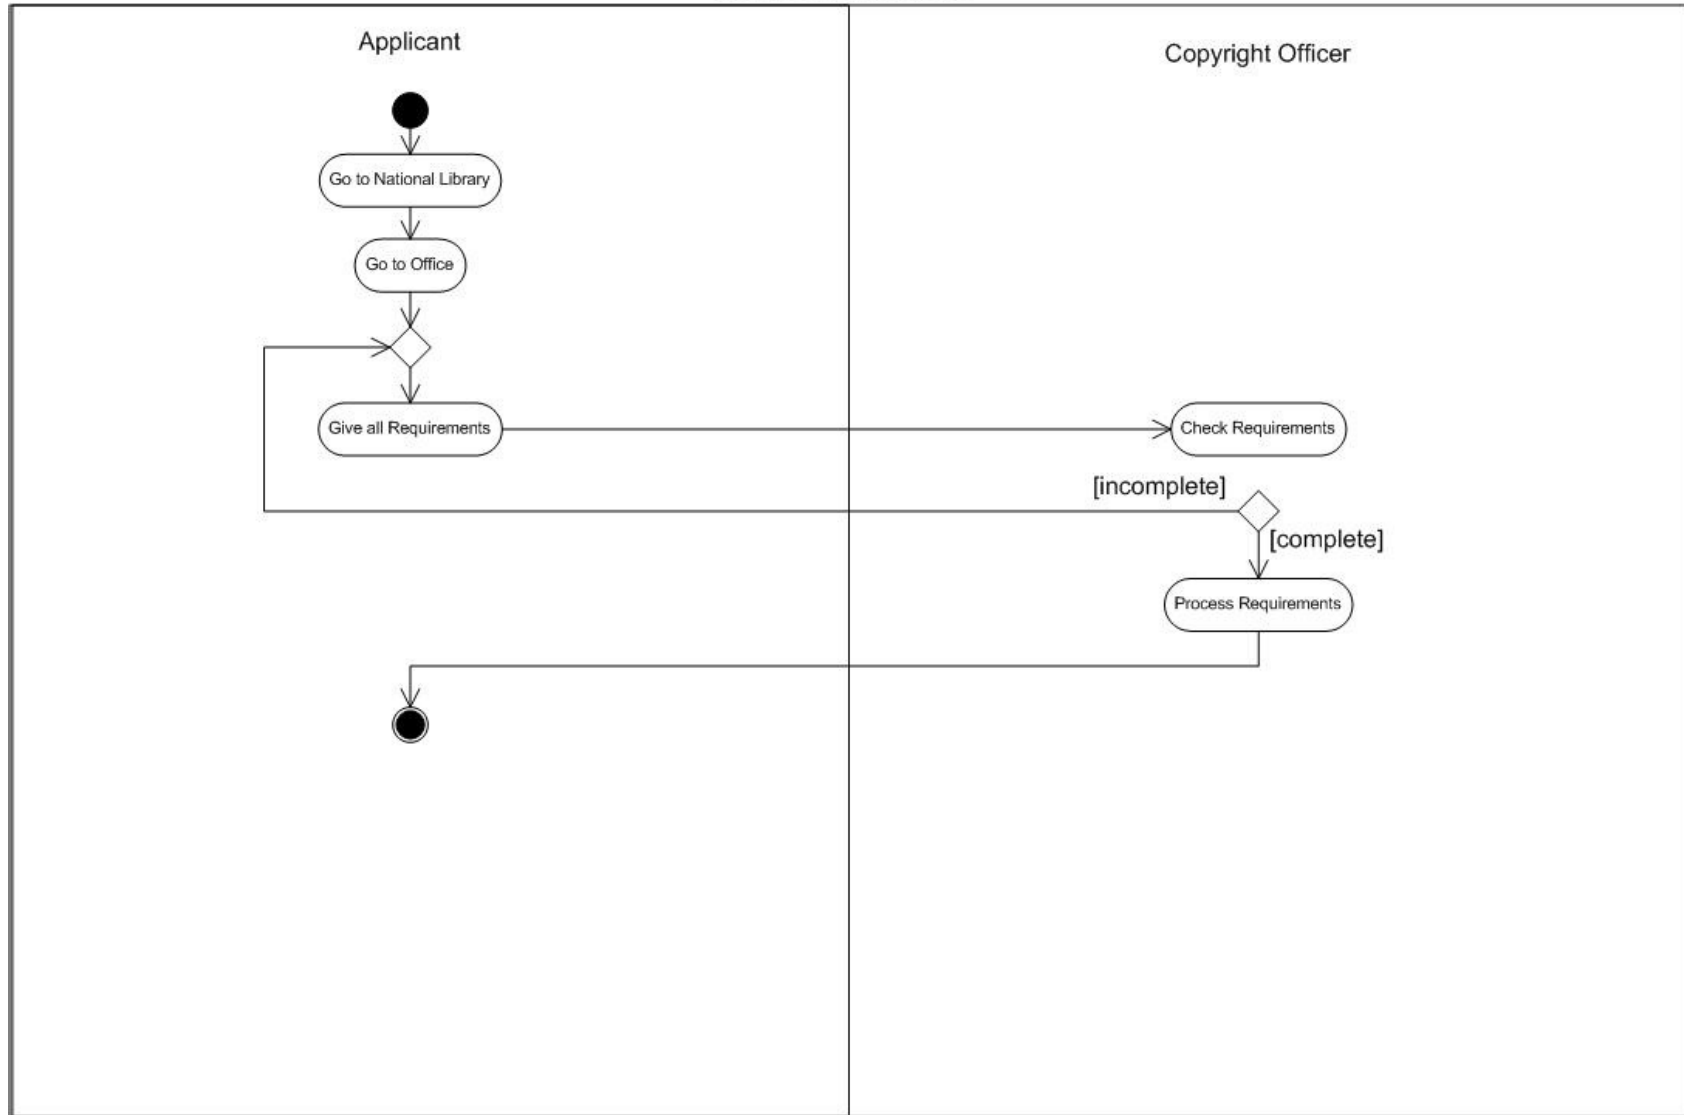 Applicant
Copyright Officer
Go to National Library
Go to Office
Give all Requirements
Check Requirements
[incomplete]
[complete]
Process Requirements